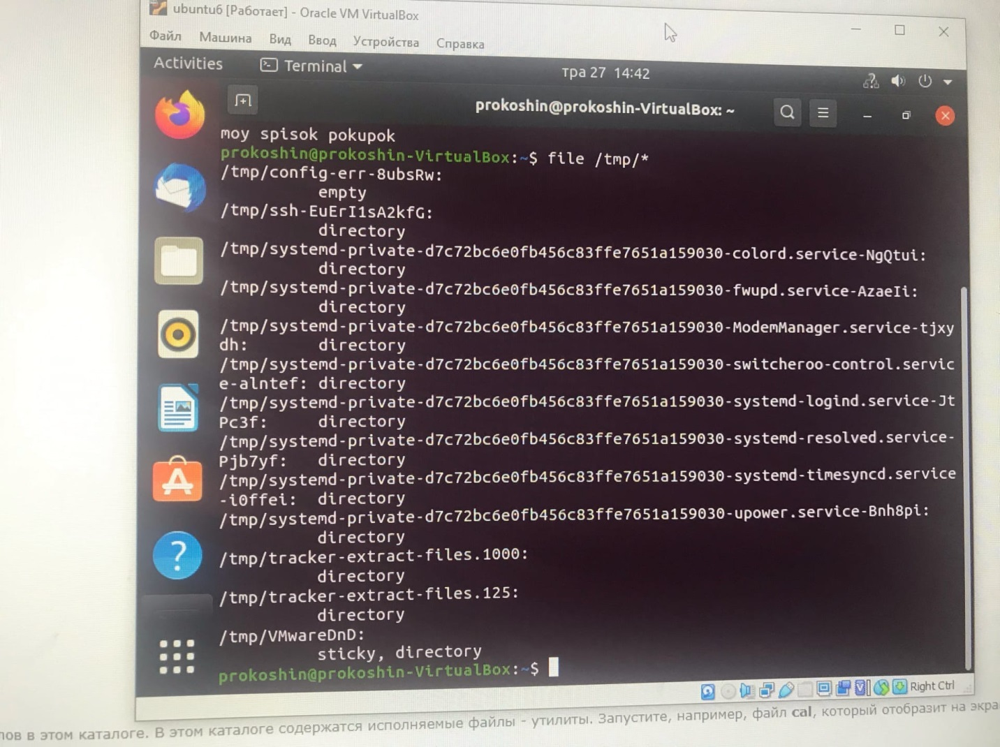 ubuntu6 [Работает] - Oracle VM VirtualBox
Файл Машина Вид Ввод Устройства Справка
Activities Terminal тра 27 14:42
prokoshin@prokoshin-VirtualBox: ~
moy spisok pokupok
prokoshin@prokoshin-VirtualBox:~$ file /tmp/*
/tmp/config-err-8ubsRw:
empty
/tmp/ssh-EuErI1sA2kfG:
directory
/tmp/systemd-private-d7c72bc6e0fb456c83ffe7651a159030-colord.service-NgQtui:
directory
/tmp/systemd-private-d7c72bc6e0fb456c83ffe7651a159030-fwupd.service-AzaeIi:
directory
/tmp/systemd-private-d7c72bc6e0fb456c83ffe7651a159030-ModemManager.service-tjxy
dh: directory
/tmp/systemd-private-d7c72bc6e0fb456c83ffe7651a159030-switcheroo-control.servic
e-alntef: directory
/tmp/systemd-private-d7c72bc6e0fb456c83ffe7651a159030-systemd-logind.service-Jt
Pc3f: directory
/tmp/systemd-private-d7c72bc6e0fb456c83ffe7651a159030-systemd-resolved.service-
Pjb7yf: directory
/tmp/systemd-private-d7c72bc6e0fb456c83ffe7651a159030-systemd-timesyncd.service
-i0ffei: directory
/tmp/systemd-private-d7c72bc6e0fb456c83ffe7651a159030-upower.service-Bnh8pi:
directory
/tmp/tracker-extract-files.1000:
directory
/tmp/tracker-extract-files.125:
directory
/tmp/VMwareDnD:
sticky, directory
prokoshin@prokoshin-VirtualBox:~$
Right Ctrl
лов в этом каталоге. В этом каталоге содержатся исполняемые файлы - утилиты. Запустите, например, файл cal, который отобразит на экра